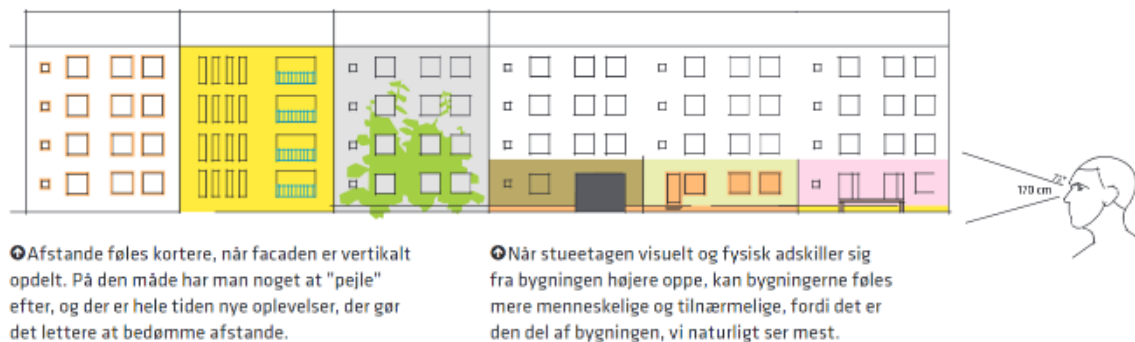 72°
170 cm
Afstande føles kortere, når facaden er vertikalt
opdelt. På den måde har man noget at "pejle"
efter, og der er hele tiden nye oplevelser, der gør
det lettere at bedømme afstande.
Når stueetagen visuelt og fysisk adskiller sig
fra bygningen højere oppe, kan bygningerne føles
mere menneskelige og tilnærmelige, fordi det er
den del af bygningen, vi naturligt ser mest.